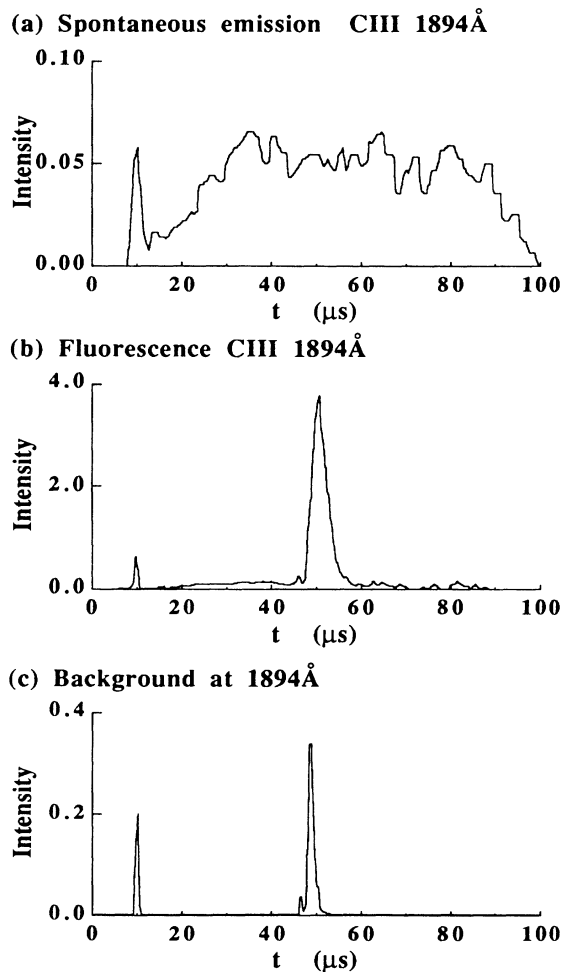 (a) Spontaneous emission CIII 1894Å
0.10
0.05
0.00
Intensity
0 20 40 60 80 100
t (μs)
(b) Fluorescence CIII 1894Å
4.0
2.0
0.0
Intensity
0 20 40 60 80 100
t (μs)
(c) Background at 1894Å
0.4
0.2
0.0
Intensity
0 20 40 60 80 100
t (μs)